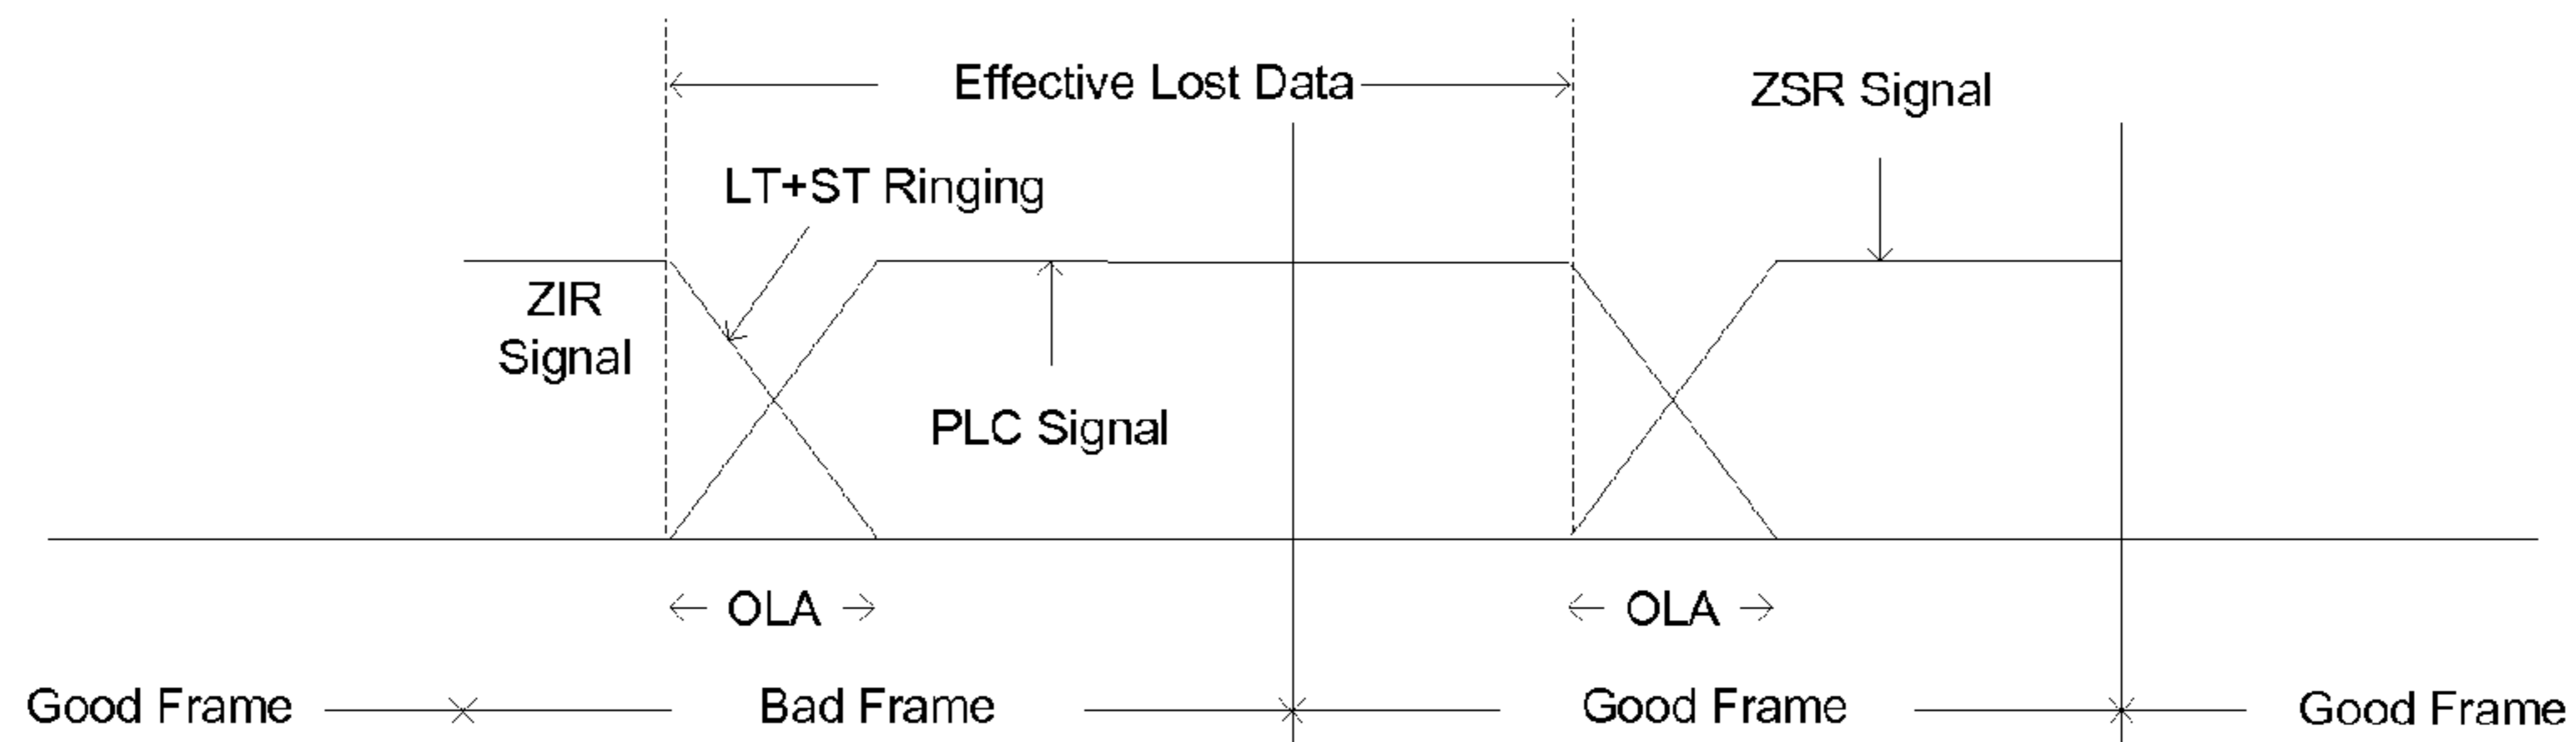 Effective Lost Data
ZSR Signal
LT+ST Ringing
ZIR
Signal
PLC Signal
OLA
OLA
Good Frame
Bad Frame
Good Frame
Good Frame